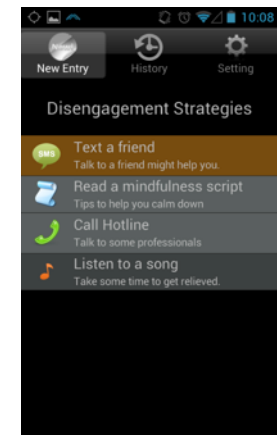 10:08
New Entry
History
Setting
Disengagement Strategies
SMS
Text a friend
Talk to a friend might help you.
Read a mindfulness script
Tips to help you calm down
Call Hotline
Talk to some professionals
Listen to a song
Take some time to get relieved.